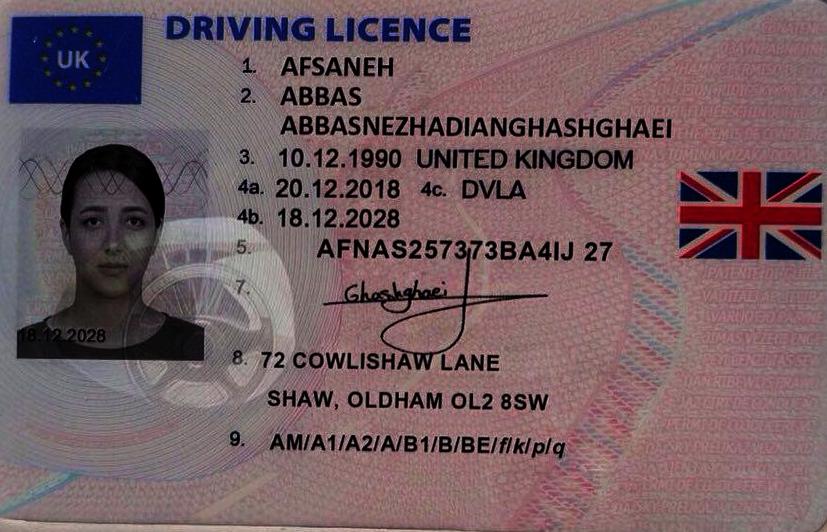 UK
DRIVING LICENCE
1. AFSANEH
2. ABBAS
ABBASNEZHADIANGHASHGHAEI
3. 10.12.1990 UNITED KINGDOM
4a. 20.12.2018 4c. DVLA
4b. 18.12.2028
5. AFNAS257373BA4IJ 27
7. Ghashghaei
18.12.2028
8. 72 COWLISHAW LANE
SHAW, OLDHAM OL2 8SW
9. AM/A1/A2/A/B1/B/BE/f/k/p/q